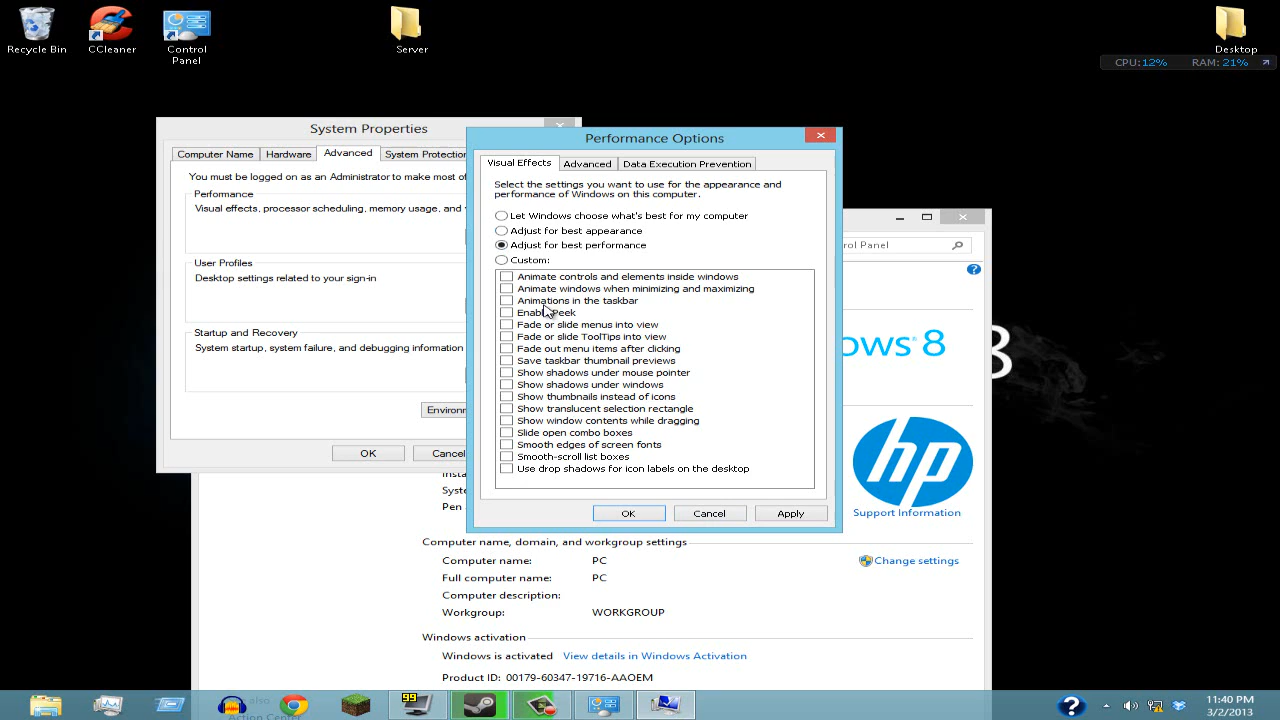 Recycle Bin
CCleaner
Control
Panel
Server
Desktop
CPU:12% RAM: 21%
System Properties
Computer Name
Hardware
Advanced
System Protection
You must be logged on as an Administrator to make most of
Performance
Visual effects, processor scheduling, memory usage, and
User Profiles
Desktop settings related to your sign-in
Startup and Recovery
System startup, system failure, and debugging information
OK
Performance Options
Visual Effects
Advanced
Data Execution Prevention
Select the settings you want to use for the appearance and
performance of Windows on this computer.
Let Windows choose what's best for my computer
Adjust for best appearance
Adjust for best performance
Custom:
Animate controls and elements inside windows
Animate windows when minimizing and maximizing
Animations in the taskbar
Enable Peek
Fade or slide menus into view
Fade or slide ToolTips into view
Fade out menu items after clicking
Save taskbar thumbnail previews
Show shadows under mouse pointer
Show shadows under windows
Show thumbnails instead of icons
Show translucent selection rectangle
Show window contents while dragging
Slide open combo boxes
Smooth edges of screen fonts
Smooth-scroll list boxes
Use drop shadows for icon labels on the desktop
OK
Cancel
Apply
rol Panel
ows 8
8
hp
Support Information
Pen
Computer name, domain, and workgroup settings
Computer name: PC
Change settings
Full computer name: PC
Computer description:
Workgroup: WORKGROUP
Windows activation
Windows is activated View details in Windows Activation
Product ID: 00179-60347-19716-AAOEM
also
Action Center
99
11:40 PM
3/2/2013